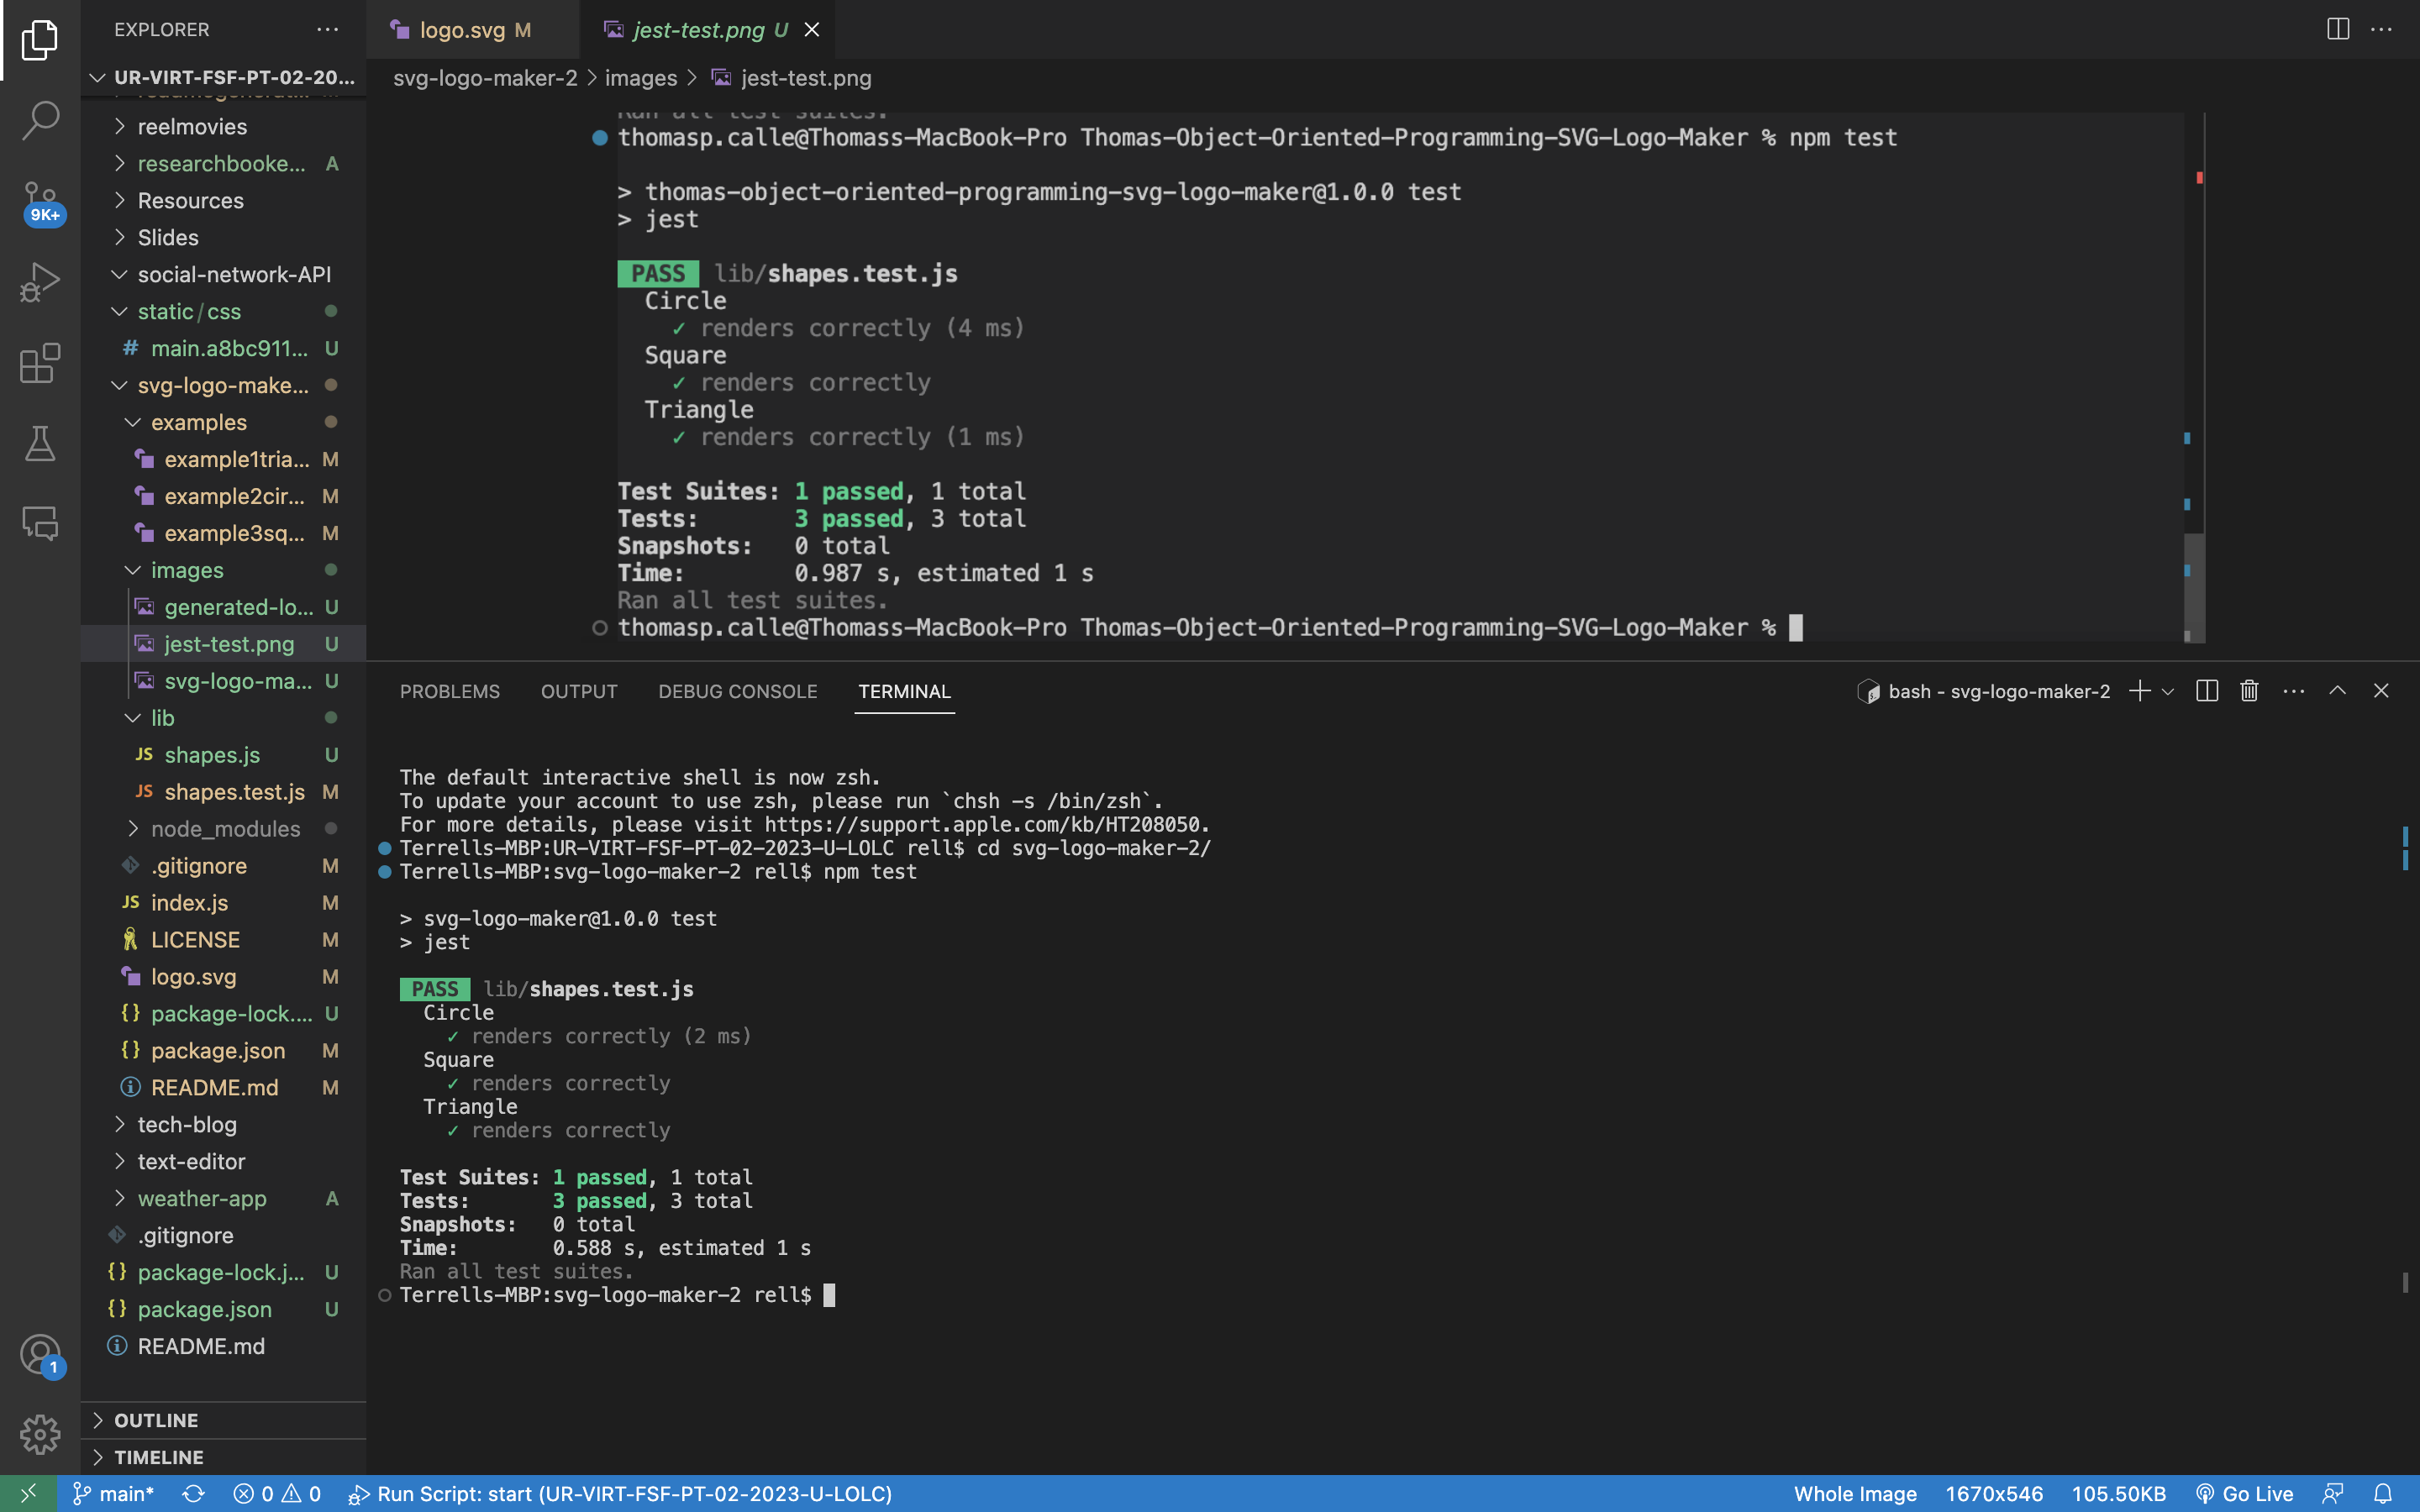 EXPLORER
UR-VIRT-FSF-PT-02-20...
reelmovies
researchbooke... A
Resources
Slides
social-network-API
static/css
main.a8bc911... U
svg-logo-make...
examples
example1tria... M
example2cir... M
example3sq... M
images
generated-lo... U
jest-test.png U
svg-logo-ma... U
lib
JS shapes.js U
JS shapes.test.js M
node_modules
.gitignore M
JS index.js M
LICENSE M
logo.svg M
{} package-lock.... U
{} package.json M
README.md M
tech-blog
text-editor
weather-app A
.gitignore
{} package-lock.j... U
{} package.json U
README.md
OUTLINE
TIMELINE
9K+
1
logo.svg M
jest-test.png U
svg-logo-maker-2 > images > jest-test.png
Ran all test suites.
thomasp.calle@Thomass-MacBook-Pro Thomas-Object-Oriented-Programming-SVG-Logo-Maker % npm test
> thomas-object-oriented-programming-svg-logo-maker@1.0.0 test
> jest
PASS lib/shapes.test.js
Circle
✓ renders correctly (4 ms)
Square
✓ renders correctly
Triangle
✓ renders correctly (1 ms)
Test Suites: 1 passed, 1 total
Tests: 3 passed, 3 total
Snapshots: 0 total
Time: 0.987 s, estimated 1 s
Ran all test suites.
thomasp.calle@Thomass-MacBook-Pro Thomas-Object-Oriented-Programming-SVG-Logo-Maker %
PROBLEMS OUTPUT DEBUG CONSOLE TERMINAL
bash - svg-logo-maker-2
The default interactive shell is now zsh.
To update your account to use zsh, please run `chsh -s /bin/zsh`.
For more details, please visit https://support.apple.com/kb/HT208050.
Terrells-MBP:UR-VIRT-FSF-PT-02-2023-U-LOLC rell$ cd svg-logo-maker-2/
Terrells-MBP:svg-logo-maker-2 rell$ npm test
> svg-logo-maker@1.0.0 test
> jest
PASS lib/shapes.test.js
Circle
✓ renders correctly (2 ms)
Square
✓ renders correctly
Triangle
✓ renders correctly
Test Suites: 1 passed, 1 total
Tests: 3 passed, 3 total
Snapshots: 0 total
Time: 0.588 s, estimated 1 s
Ran all test suites.
Terrells-MBP:svg-logo-maker-2 rell$
main* 0 0 Run Script: start (UR-VIRT-FSF-PT-02-2023-U-LOLC)
Whole Image 1670x546 105.50KB Go Live